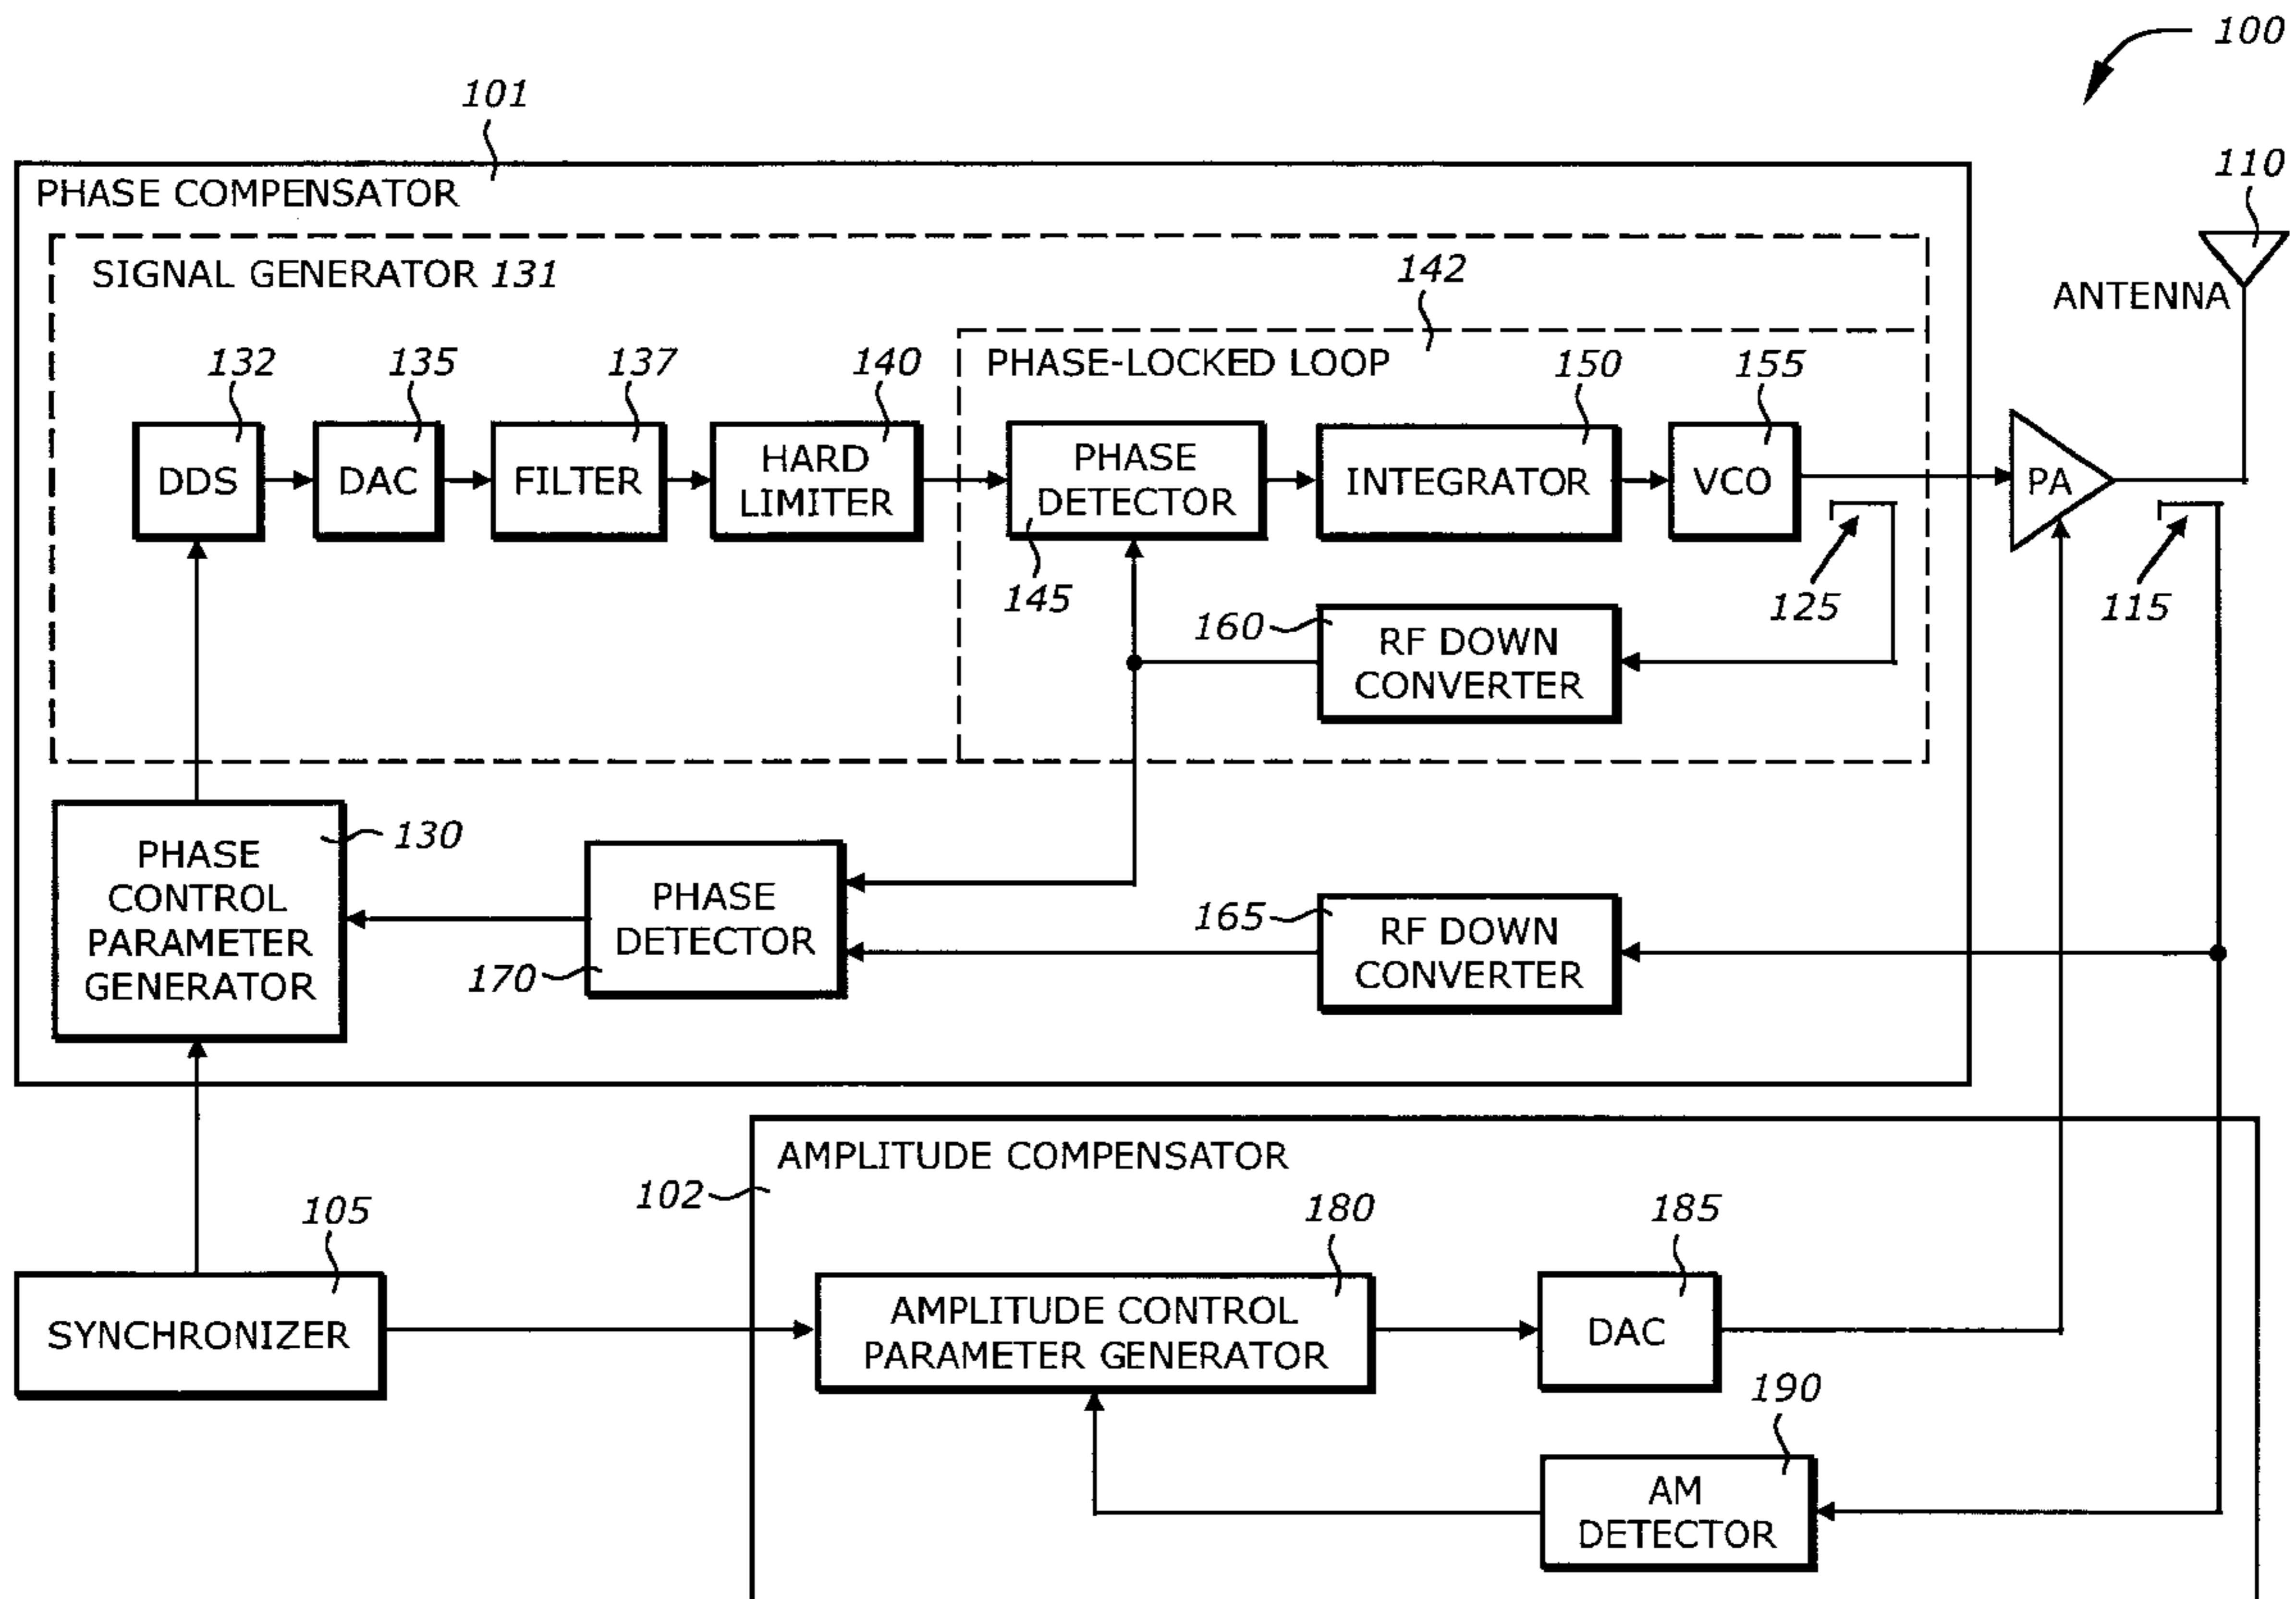 100
101
110
PHASE COMPENSATOR
SIGNAL GENERATOR 131
142
ANTENNA
132
135
137
140
PHASE-LOCKED LOOP
150
155
DDS
DAC
FILTER
HARD
LIMITER
PHASE
DETECTOR
INTEGRATOR
VCO
PA
145
125
115
160
RF DOWN
CONVERTER
130
PHASE
CONTROL
PARAMETER
GENERATOR
PHASE
DETECTOR
170
165
RF DOWN
CONVERTER
AMPLITUDE COMPENSATOR
102
105
180
185
SYNCHRONIZER
AMPLITUDE CONTROL
PARAMETER GENERATOR
DAC
190
AM
DETECTOR